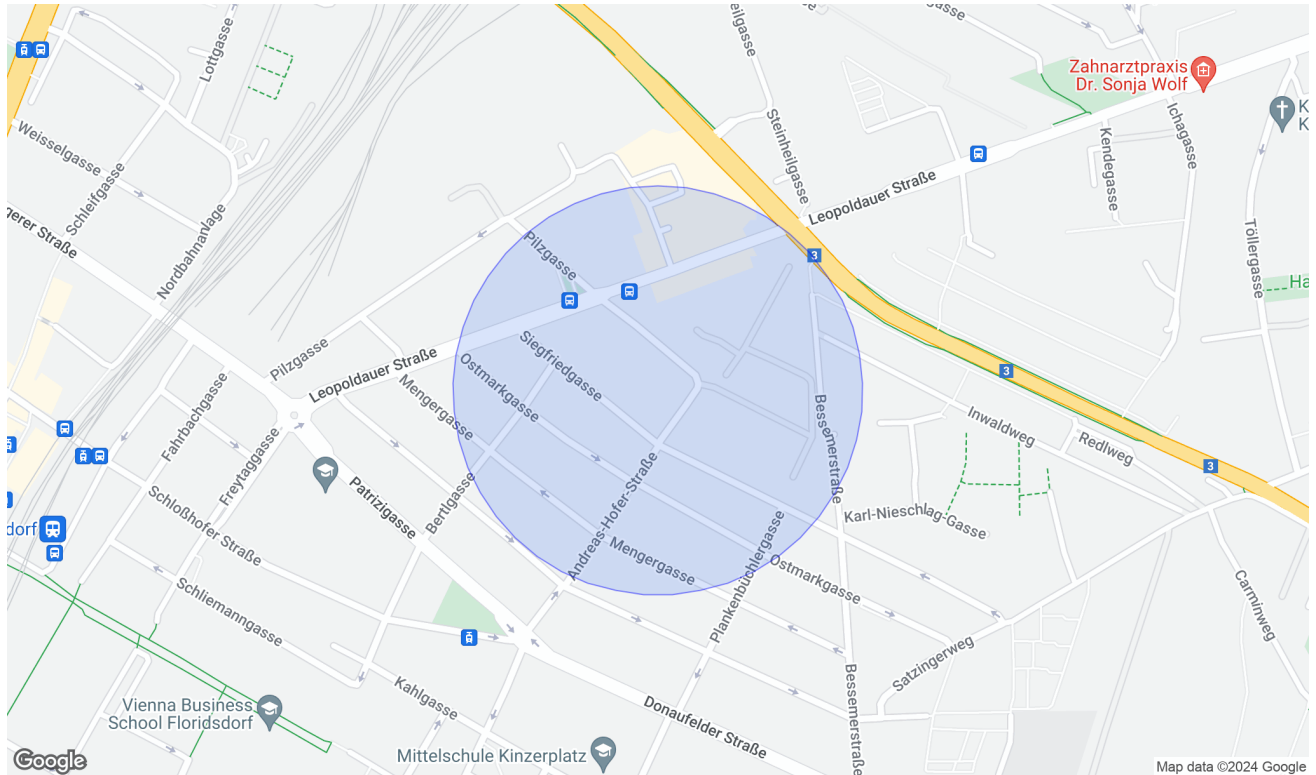 Lottgasse
Steinheilgasse
gasse
Zahnarztpraxis
Dr. Sonja Wolf
Ichagasse
K
K
Weisselgasse
Schleifgasse
Kendegasse
gerer Straße
Nordbahnanlage
Leopoldauer Straße
Steinheilgasse
Töllergasse
Pilzgasse
3
Ha
Pilzgasse
Leopoldauer Straße
Siegfriedgasse
Ostmarkgasse
Mengergasse
3
Fahrbachgasse
Freytaggasse
Bessemerstraße
Inwaldweg
Redlweg
3
Patrizigasse
Bertlgasse
Andreas-Hofer-Straße
Schloßhofer Straße
Karl-Nieschlag-Gasse
dorf
Mengergasse
Plankenbüchlergasse
Ostmarkgasse
Schliemanngasse
Carminweg
Satzingerweg
Kahlgasse
Vienna Business
School Floridsdorf
Donaufelder Straße
Bessemerstraße
Mittelschule Kinzerplatz
Google
Map data ©2024 Google